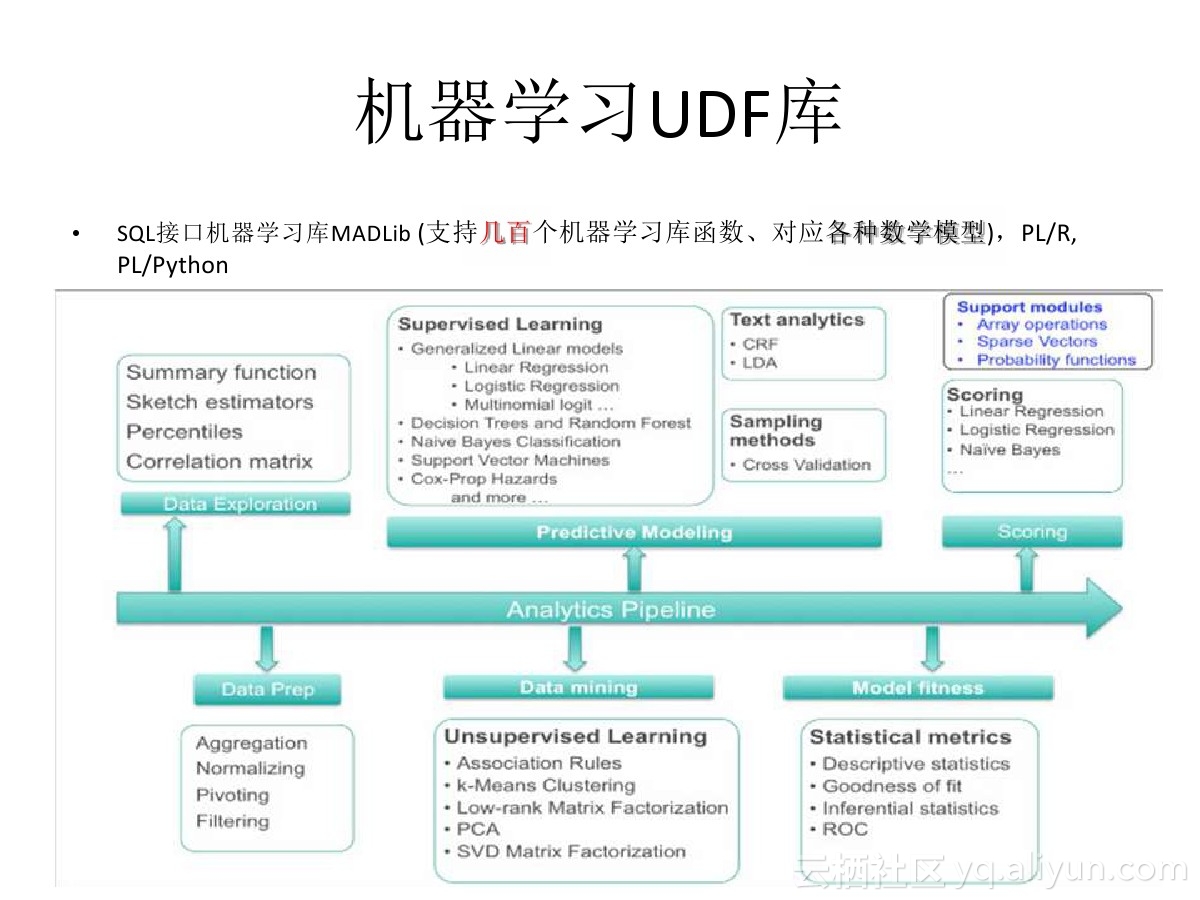 机器学习UDF库
• SQL接口机器学习库MADLib (支持几百个机器学习库函数、对应各种数学模型)，PL/R,
PL/Python
Summary function
Sketch estimators
Percentiles
Correlation matrix
Data Exploration
Supervised Learning
• Generalized Linear models
• Linear Regression
• Logistic Regression
• Multinomial logit ...
• Decision Trees and Random Forest
• Naive Bayes Classification
• Support Vector Machines
• Cox-Prop Hazards
and more ...
Text analytics
• CRF
• LDA
Sampling
methods
• Cross Validation
Predictive Modeling
Support modules
• Array operations
• Sparse Vectors
• Probability functions
Scoring
• Linear Regression
• Logistic Regression
• Naïve Bayes
...
Scoring
Analytics Pipeline
Data Prep
Aggregation
Normalizing
Pivoting
Filtering
Data mining
Unsupervised Learning
• Association Rules
• k-Means Clustering
• Low-rank Matrix Factorization
• PCA
• SVD Matrix Factorization
Model fitness
Statistical metrics
• Descriptive statistics
• Goodness of fit
• Inferential statistics
• ROC
云栖社区 yq.aliyun.com